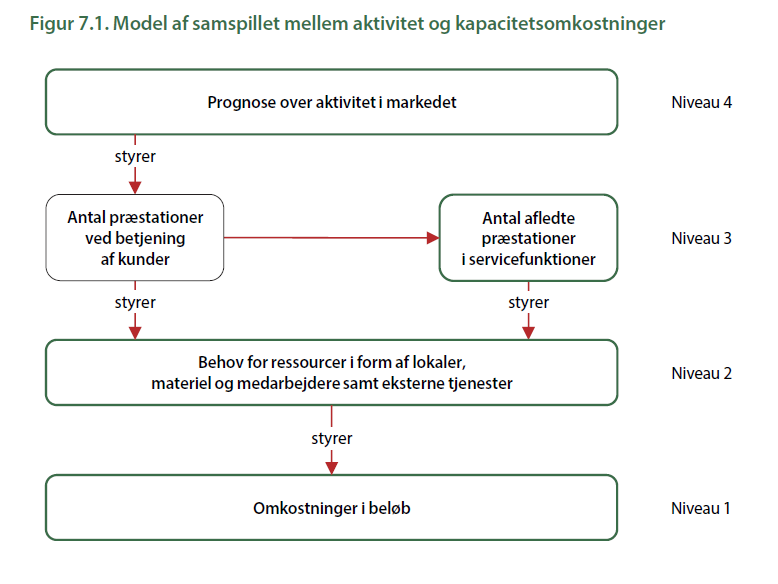 Figur 7.1. Model af samspillet mellem aktivitet og kapacitetsomkostninger
Prognose over aktivitet i markedet
Niveau 4
styrer
Antal præstationer
ved betjening
af kunder
Antal afledte
præstationer
i servicefunktioner
Niveau 3
styrer
styrer
Behov for ressourcer i form af lokaler,
materiel og medarbejdere samt eksterne tjenester
Niveau 2
styrer
Omkostninger i beløb
Niveau 1